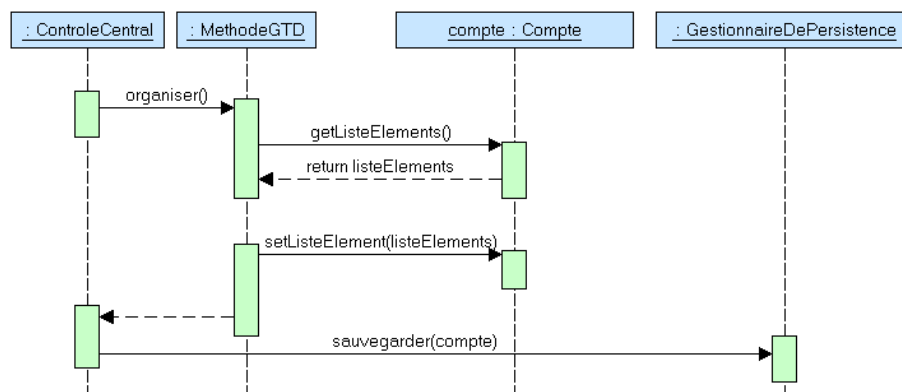 : ControleCentral
: MethodeGTD
compte : Compte
: GestionnaireDePersistence
organiser()
getListeElements()
return listeElements
setListeElement(listeElements)
sauvegarder(compte)